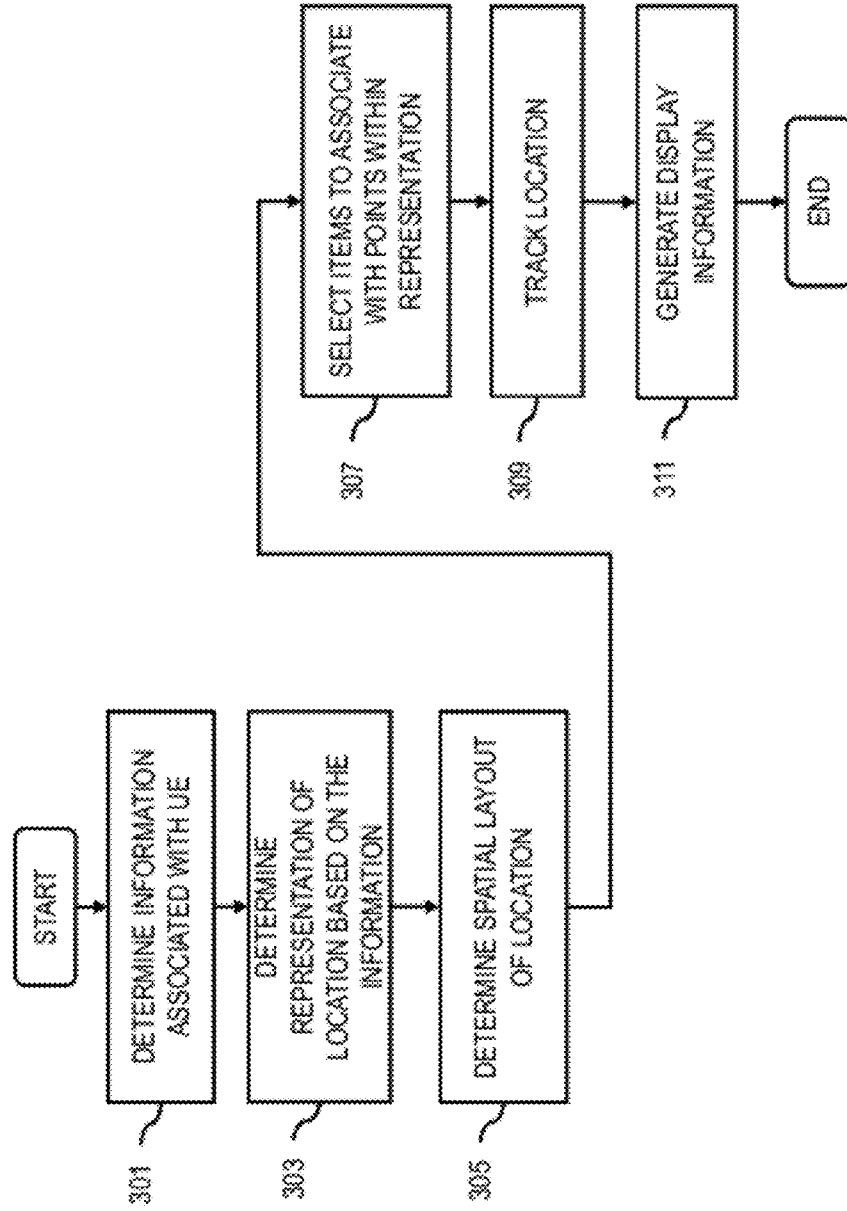 START
DETERMINE INFORMATION
ASSOCIATED WITH UE
301
DETERMINE
REPRESENTATION OF
LOCATION BASED ON THE
INFORMATION
303
DETERMINE SPATIAL LAYOUT
OF LOCATION
305
SELECT ITEMS TO ASSOCIATE
WITH POINTS WITHIN
REPRESENTATION
307
TRACK LOCATION
309
GENERATE DISPLAY
INFORMATION
311
END